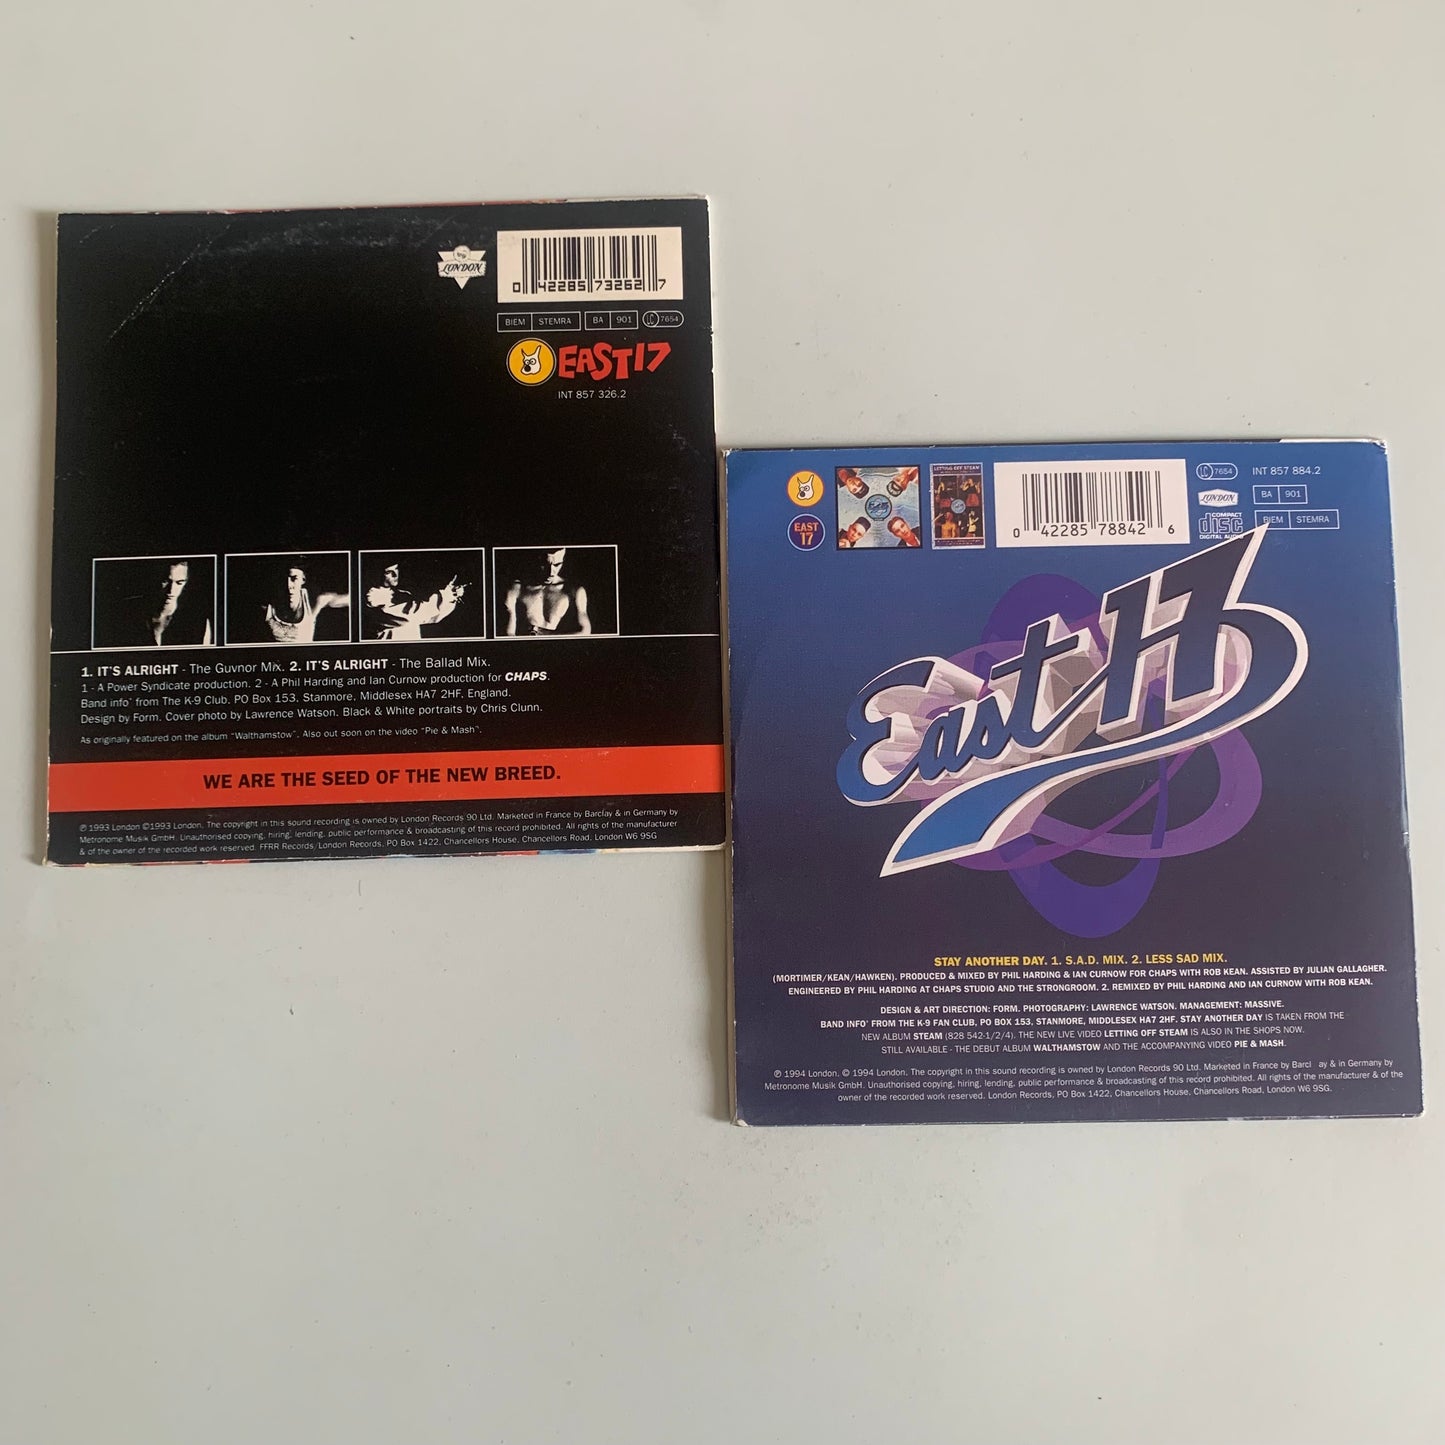 LONDON
0 42285 73262 7
BIEM STEMRA BA 901 LC 7654
EAST 17
INT 857 326.2
1. IT'S ALRIGHT - The Guvnor Mix. 2. IT'S ALRIGHT - The Ballad Mix.
1 - A Power Syndicate production. 2 - A Phil Harding and Ian Curnow production for CHAPS.
Band info' from The K-9 Club, PO Box 153, Stanmore, Middlesex HA7 2HF, England.
Design by Form. Cover photo by Lawrence Watson. Black & White portraits by Chris Clunn.
As originally featured on the album "Walthamstow". Also out soon on the video "Pie & Mash".
WE ARE THE SEED OF THE NEW BREED.
℗ 1993 London ©1993 London. The copyright in this sound recording is owned by London Records 90 Ltd. Marketed in France by Barclay & in Germany by
Metronome Musik GmbH. Unauthorised copying, hiring, lending, public performance & broadcasting of this record prohibited. All rights of the manufacturer
& of the owner of the recorded work reserved. FFRR Records/London Records, PO Box 1422, Chancellors House, Chancellors Road, London W6 9SG
EAST 17
EAST 17
LETTING OFF STEAM
0 42285 78842 6
LC 7654 INT 857 884.2
LONDON BA 901
COMPACT disc DIGITAL AUDIO
BIEM STEMRA
East 17
STAY ANOTHER DAY. 1. S.A.D. MIX. 2. LESS SAD MIX.
(MORTIMER/KEAN/HAWKEN). PRODUCED & MIXED BY PHIL HARDING & IAN CURNOW FOR CHAPS WITH ROB KEAN. ASSISTED BY JULIAN GALLAGHER.
ENGINEERED BY PHIL HARDING AT CHAPS STUDIO AND THE STRONGROOM. 2. REMIXED BY PHIL HARDING AND IAN CURNOW WITH ROB KEAN.
DESIGN & ART DIRECTION: FORM. PHOTOGRAPHY: LAWRENCE WATSON. MANAGEMENT: MASSIVE.
BAND INFO' FROM THE K-9 FAN CLUB, PO BOX 153, STANMORE, MIDDLESEX HA7 2HF. STAY ANOTHER DAY IS TAKEN FROM THE
NEW ALBUM STEAM (828 542-1/2/4). THE NEW LIVE VIDEO LETTING OFF STEAM IS ALSO IN THE SHOPS NOW.
STILL AVAILABLE - THE DEBUT ALBUM WALTHAMSTOW AND THE ACCOMPANYING VIDEO PIE & MASH.
℗ 1994 London. © 1994 London. The copyright in this sound recording is owned by London Records 90 Ltd. Marketed in France by Barcl ay & in Germany by
Metronome Musik GmbH. Unauthorised copying, hiring, lending, public performance & broadcasting of this record prohibited. All rights of the manufacturer & of the
owner of the recorded work reserved. London Records, PO Box 1422, Chancellors House, Chancellors Road, London W6 9SG.